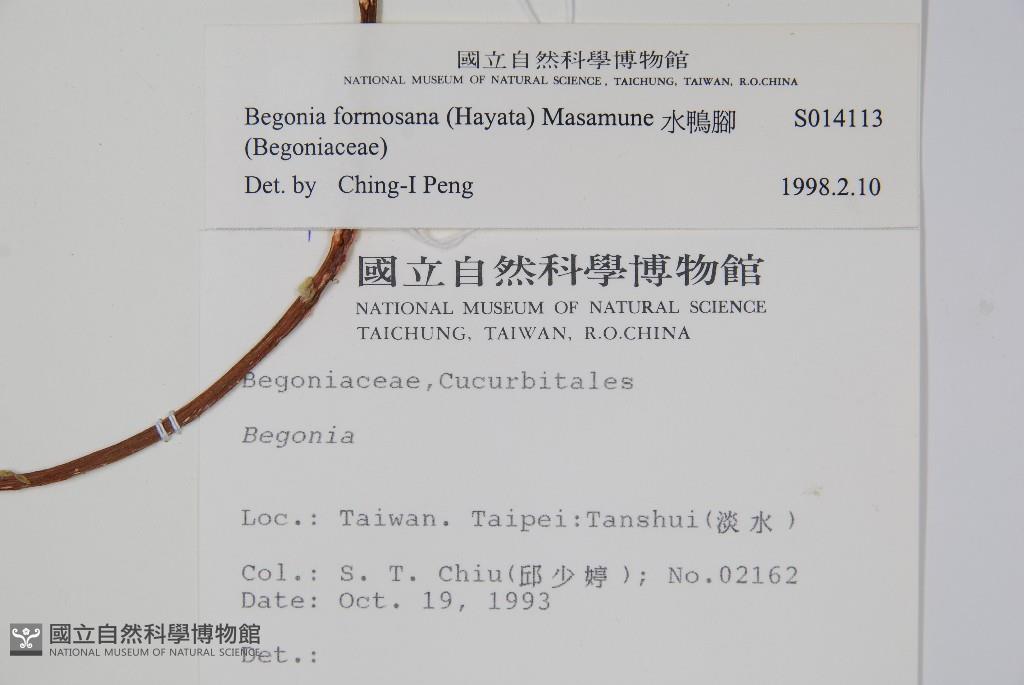 國立自然科學博物館
NATIONAL MUSEUM OF NATURAL SCIENCE, TAICHUNG, TAIWAN, R.O.CHINA
Begonia formosana (Hayata) Masamune 水鴨腳 S014113
(Begoniaceae)
Det. by Ching-I Peng 1998.2.10
國立自然科學博物館
NATIONAL MUSEUM OF NATURAL SCIENCE
TAICHUNG, TAIWAN, R.O.CHINA
Begoniaceae,Cucurbitales
Begonia
Loc.: Taiwan. Taipei:Tanshui(淡水)
Col.: S. T. Chiu(邱少婷); No.02162
Date: Oct. 19, 1993
Det.:
國立自然科學博物館
NATIONAL MUSEUM OF NATURAL SCIENCE